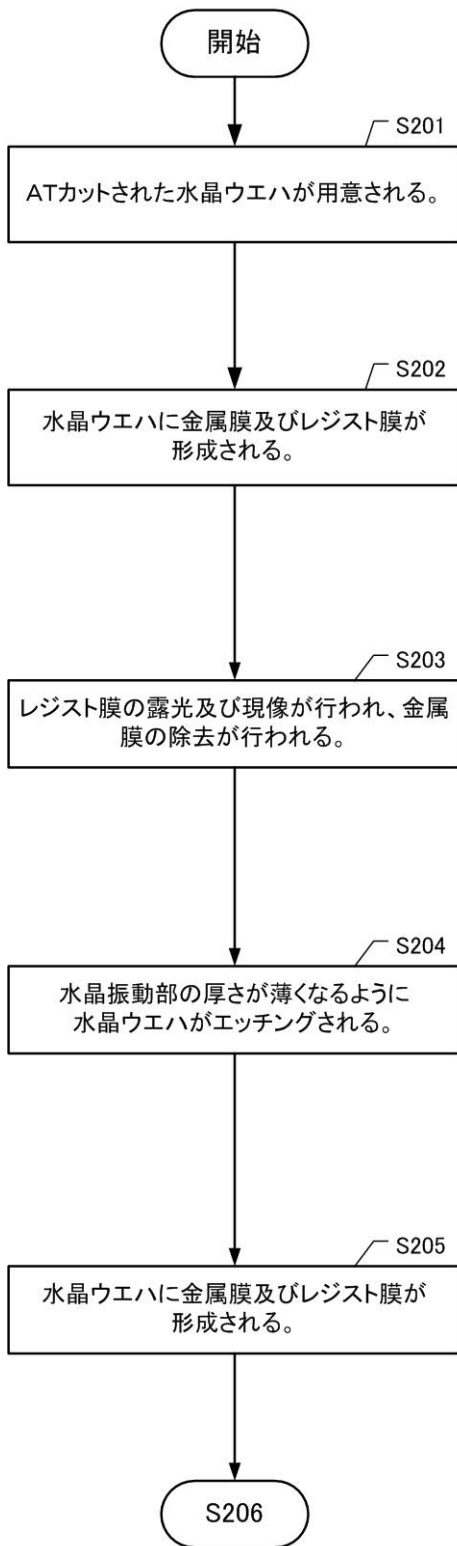 開始
S201
ATカットされた水晶ウエハが用意される。
S202
水晶ウエハに金属膜及びレジスト膜が
形成される。
S203
レジスト膜の露光及び現像が行われ、金属
膜の除去が行われる。
S204
水晶振動部の厚さが薄くなるように
水晶ウエハがエッチングされる。
S205
水晶ウエハに金属膜及びレジスト膜が
形成される。
S206